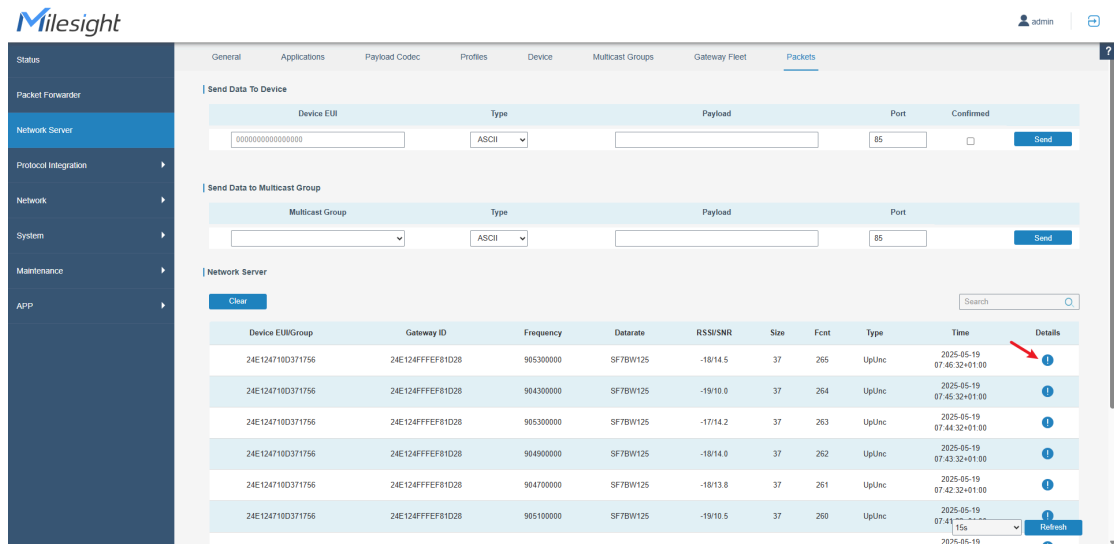 Milesight
admin
?
Status
Packet Forwarder
Network Server
Protocol Integration
Network
System
Maintenance
APP
General Applications Payload Codec Profiles Device Multicast Groups Gateway Fleet Packets
Send Data To Device
Device EUI Type Payload Port Confirmed
0000000000000000 ASCII 85 Send
Send Data to Multicast Group
Multicast Group Type Payload Port
ASCII 85 Send
Network Server
Clear Search
Device EUI/Group Gateway ID Frequency Datarate RSSI/SNR Size Fcnt Type Time Details
24E124710D371756 24E124FFFEF81D28 905300000 SF7BW125 -18/14.5 37 265 UpUnc 2025-05-19 07:46:32+01:00
24E124710D371756 24E124FFFEF81D28 904300000 SF7BW125 -19/10.0 37 264 UpUnc 2025-05-19 07:45:32+01:00
24E124710D371756 24E124FFFEF81D28 905300000 SF7BW125 -17/14.2 37 263 UpUnc 2025-05-19 07:44:32+01:00
24E124710D371756 24E124FFFEF81D28 904900000 SF7BW125 -18/14.0 37 262 UpUnc 2025-05-19 07:43:32+01:00
24E124710D371756 24E124FFFEF81D28 904700000 SF7BW125 -18/13.8 37 261 UpUnc 2025-05-19 07:42:32+01:00
24E124710D371756 24E124FFFEF81D28 905100000 SF7BW125 -19/10.5 37 260 UpUnc 2025-05-19
15s Refresh
2025-05-19